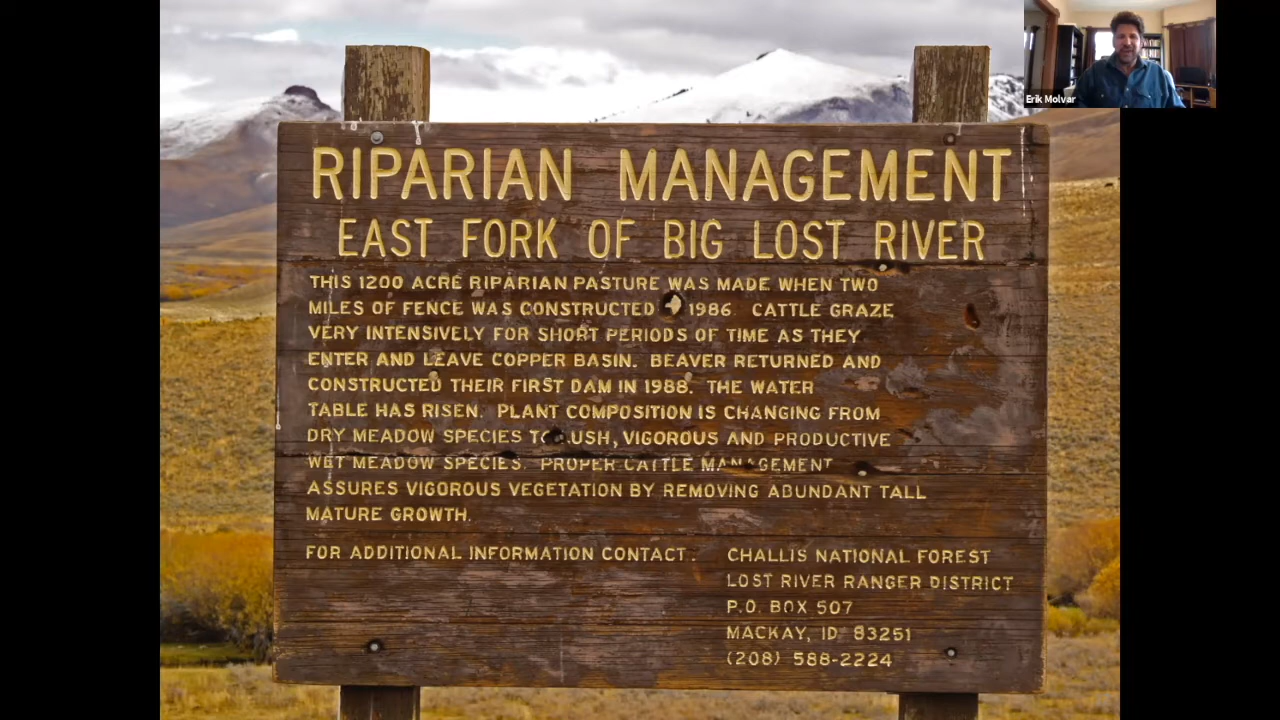 Erik Molvar
RIPARIAN MANAGEMENT
EAST FORK OF BIG LOST RIVER
THIS 1200 ACRE RIPARIAN PASTURE WAS MADE WHEN TWO
MILES OF FENCE WAS CONSTRUCTED 1986. CATTLE GRAZE
VERY INTENSIVELY FOR SHORT PERIODS OF TIME AS THEY
ENTER AND LEAVE COPPER BASIN. BEAVER RETURNED AND
CONSTRUCTED THEIR FIRST DAM IN 1988. THE WATER
TABLE HAS RISEN. PLANT COMPOSITION IS CHANGING FROM
DRY MEADOW SPECIES TO LUSH, VIGOROUS AND PRODUCTIVE
WET MEADOW SPECIES. PROPER CATTLE MANAGEMENT
ASSURES VIGOROUS VEGETATION BY REMOVING ABUNDANT TALL
MATURE GROWTH.
FOR ADDITIONAL INFORMATION CONTACT: CHALLIS NATIONAL FOREST
LOST RIVER RANGER DISTRICT
P.O. BOX 507
MACKAY, ID 83251
(208) 588-2224